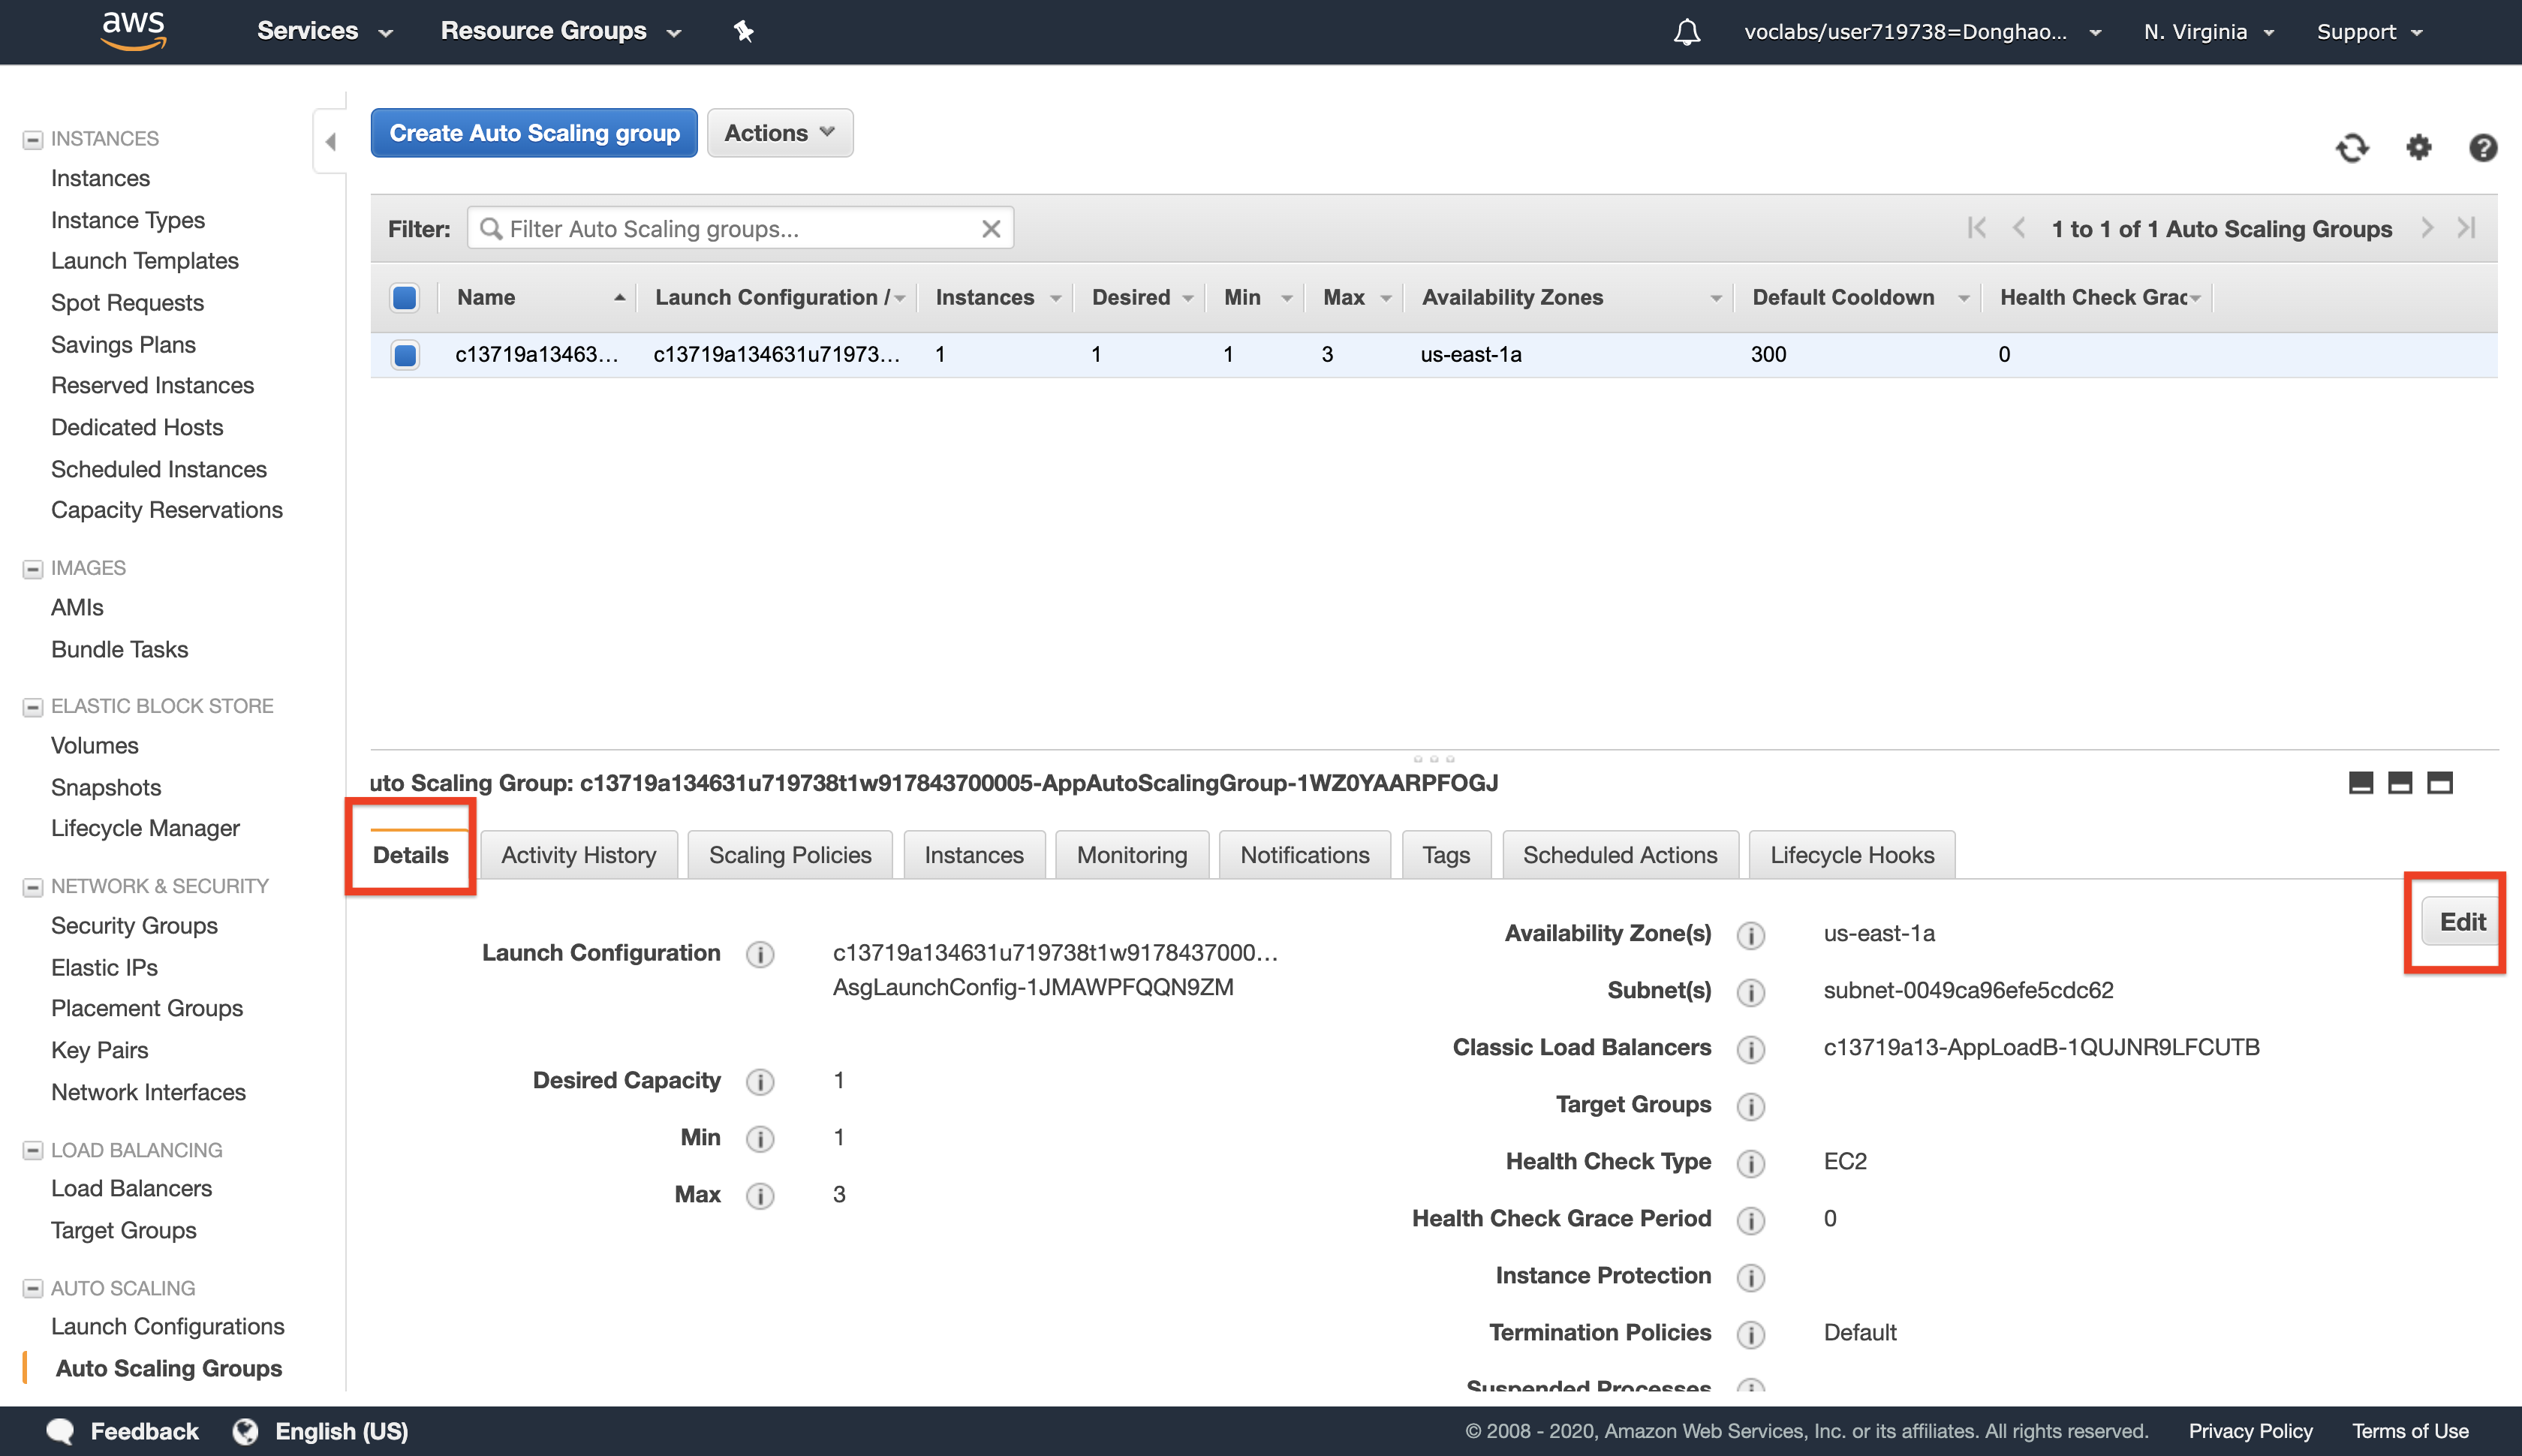 aws Services Resource Groups voclabs/user719738=Donghao... N. Virginia Support
INSTANCES
Instances
Instance Types
Launch Templates
Spot Requests
Savings Plans
Reserved Instances
Dedicated Hosts
Scheduled Instances
Capacity Reservations
IMAGES
AMIs
Bundle Tasks
ELASTIC BLOCK STORE
Volumes
Snapshots
Lifecycle Manager
NETWORK & SECURITY
Security Groups
Elastic IPs
Placement Groups
Key Pairs
Network Interfaces
LOAD BALANCING
Load Balancers
Target Groups
AUTO SCALING
Launch Configurations
Auto Scaling Groups
Create Auto Scaling group Actions
Filter: Filter Auto Scaling groups... 1 to 1 of 1 Auto Scaling Groups
Name Launch Configuration / Instances Desired Min Max Availability Zones Default Cooldown Health Check Grac
c13719a13463... c13719a134631u71973... 1 1 1 3 us-east-1a 300 0
uto Scaling Group: c13719a134631u719738t1w917843700005-AppAutoScalingGroup-1WZ0YAARPFOGJ
Details Activity History Scaling Policies Instances Monitoring Notifications Tags Scheduled Actions Lifecycle Hooks
Edit
Launch Configuration c13719a134631u719738t1w9178437000...
AsgLaunchConfig-1JMAWPFQQN9ZM
Desired Capacity 1
Min 1
Max 3
Availability Zone(s) us-east-1a
Subnet(s) subnet-0049ca96efe5cdc62
Classic Load Balancers c13719a13-AppLoadB-1QUJNR9LFCUTB
Target Groups
Health Check Type EC2
Health Check Grace Period 0
Instance Protection
Termination Policies Default
Suspended Processes
Feedback English (US) © 2008 - 2020, Amazon Web Services, Inc. or its affiliates. All rights reserved. Privacy Policy Terms of Use